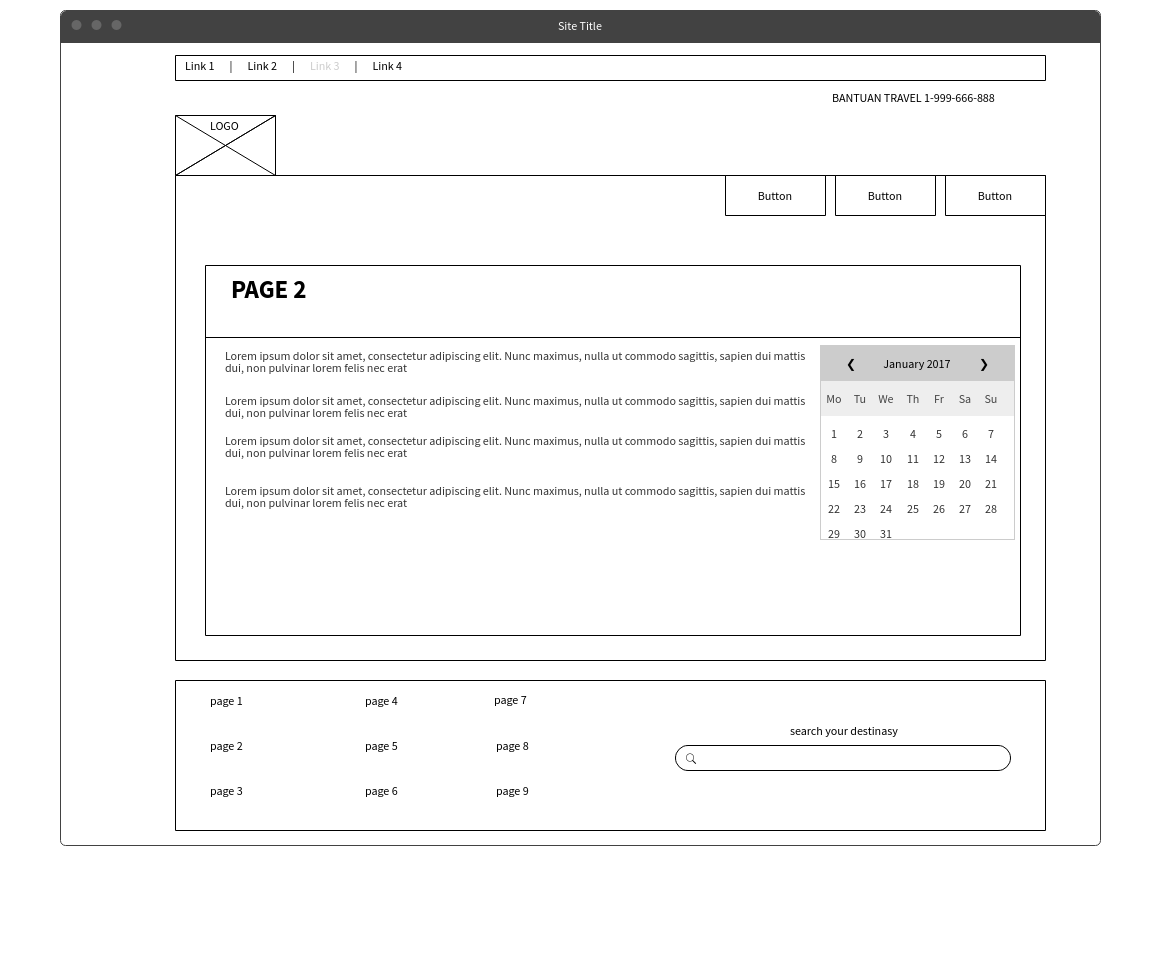 Site Title
Link 1 | Link 2 | Link 3 | Link 4
BANTUAN TRAVEL 1-999-666-888
LOGO
Button Button Button
PAGE 2
Lorem ipsum dolor sit amet, consectetur adipiscing elit. Nunc maximus, nulla ut commodo sagittis, sapien dui mattis
dui, non pulvinar lorem felis nec erat
Lorem ipsum dolor sit amet, consectetur adipiscing elit. Nunc maximus, nulla ut commodo sagittis, sapien dui mattis
dui, non pulvinar lorem felis nec erat
Lorem ipsum dolor sit amet, consectetur adipiscing elit. Nunc maximus, nulla ut commodo sagittis, sapien dui mattis
dui, non pulvinar lorem felis nec erat
Lorem ipsum dolor sit amet, consectetur adipiscing elit. Nunc maximus, nulla ut commodo sagittis, sapien dui mattis
dui, non pulvinar lorem felis nec erat
❮ January 2017 ❯
Mo Tu We Th Fr Sa Su
1 2 3 4 5 6 7
8 9 10 11 12 13 14
15 16 17 18 19 20 21
22 23 24 25 26 27 28
29 30 31
page 1 page 4 page 7
page 2 page 5 page 8
page 3 page 6 page 9
search your destinasy